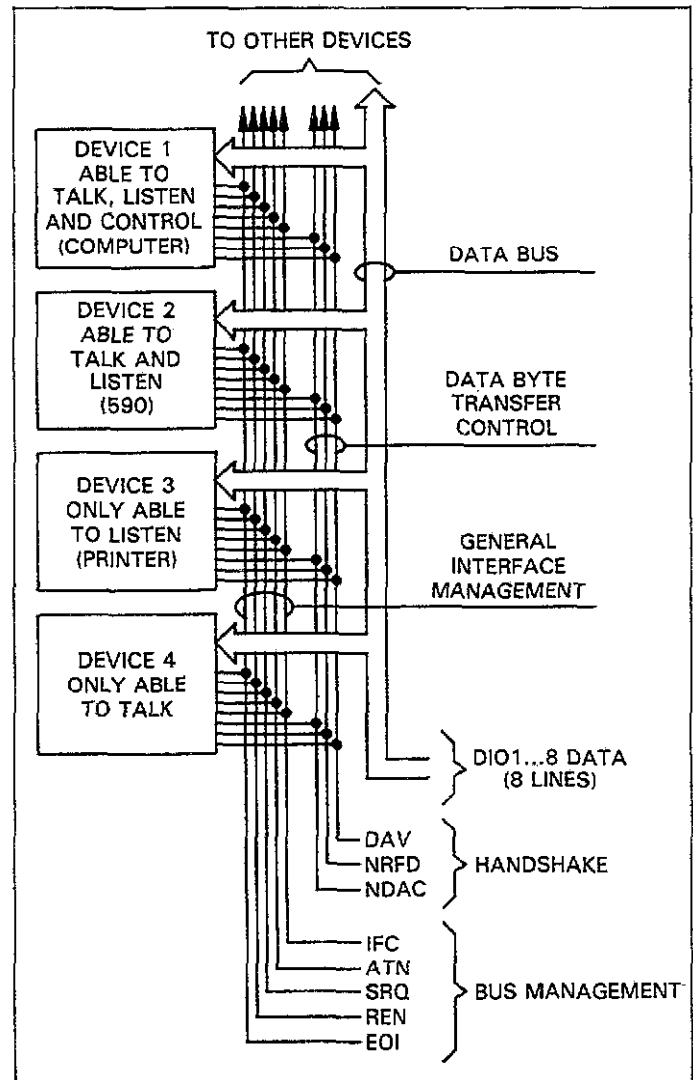 TO OTHER DEVICES
DEVICE 1
ABLE TO
TALK, LISTEN
AND CONTROL
(COMPUTER)
DATA BUS
DEVICE 2
ABLE TO
TALK AND
LISTEN
(590)
DATA BYTE
TRANSFER
CONTROL
DEVICE 3
ONLY ABLE
TO LISTEN
(PRINTER)
GENERAL
INTERFACE
MANAGEMENT
DEVICE 4
ONLY ABLE
TO TALK
DIO1...8 DATA
(8 LINES)
DAV
NRFD
NDAC
HANDSHAKE
IFC
ATN
SRQ
REN
EOI
BUS MANAGEMENT